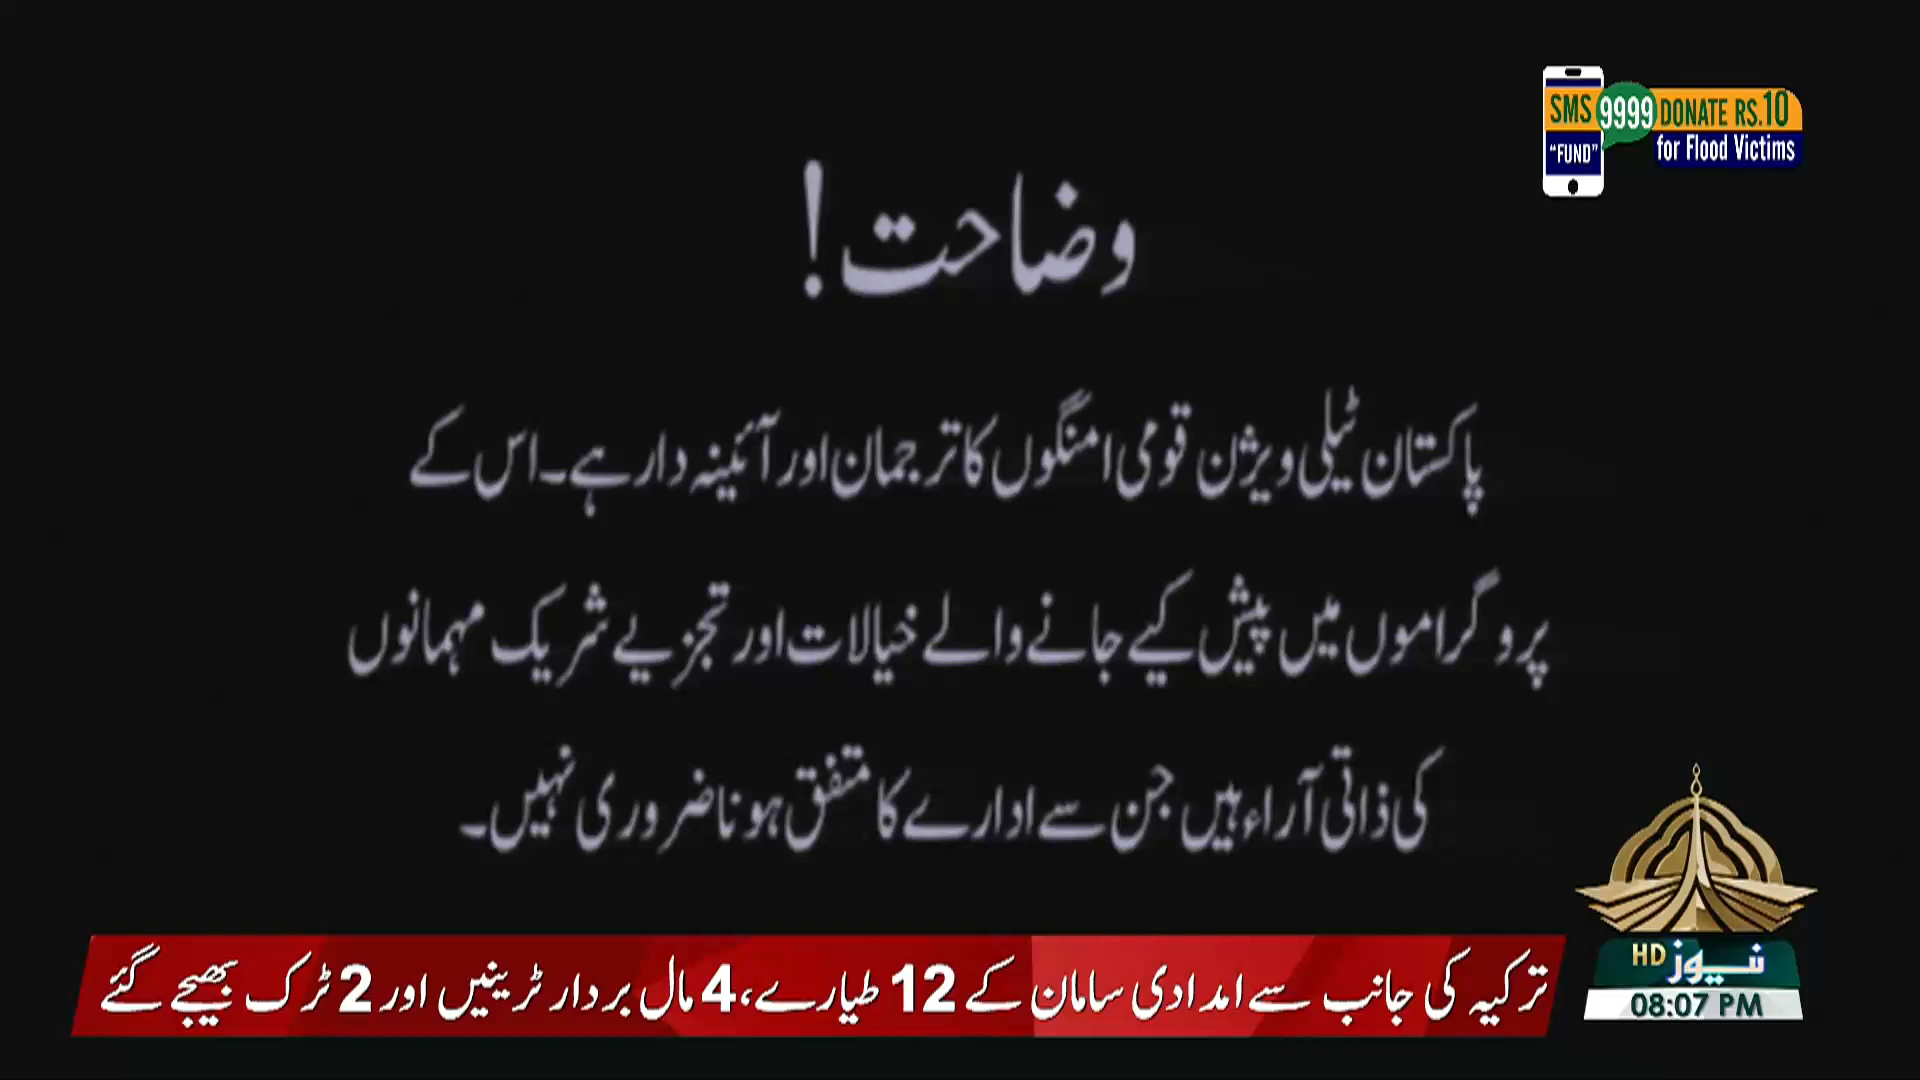 SMS 9999 DONATE RS.10
"FUND" for Flood Victims
وضاحت!
پاکستان ٹیلی ویژن قومی امنگوں کا ترجمان اور آئینہ دار ہے۔ اس کے
پروگراموں میں پیش کیے جانے والے خیالات اور تجزیے شریک مہمانوں
کی ذاتی آراء ہیں جن سے ادارے کا متفق ہونا ضروری نہیں۔
ترکیہ کی جانب سے امدادی سامان کے 12 طیارے، 4 مال بردار ٹرینیں اور 2 ٹرک بھیجے گئے
نیوز HD
08:07 PM